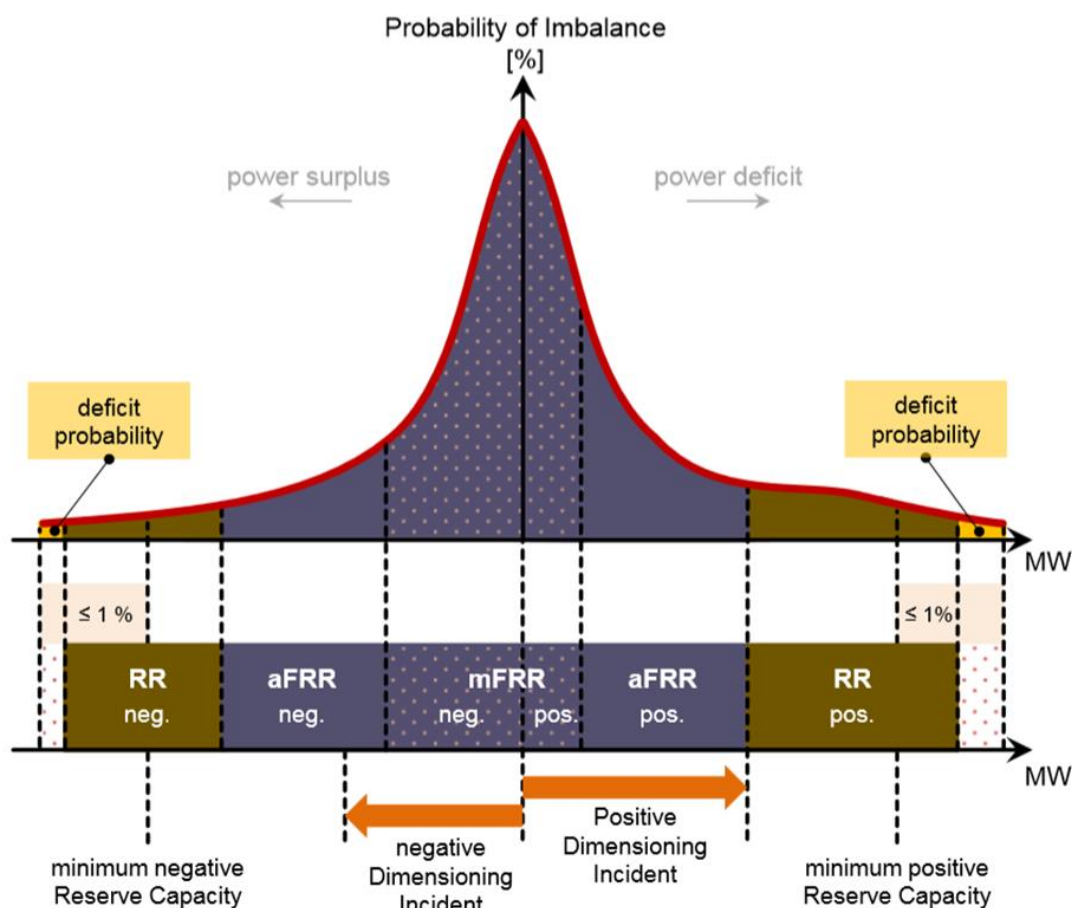 Probability of Imbalance
[%]
power surplus
power deficit
deficit
probability
deficit
probability
MW
≤ 1 %
≤ 1%
RR
neg.
aFRR
neg.
mFRR
neg. pos.
aFRR
pos.
RR
pos.
MW
minimum negative
Reserve Capacity
negative
Dimensioning
Incident
Positive
Dimensioning
Incident
minimum positive
Reserve Capacity